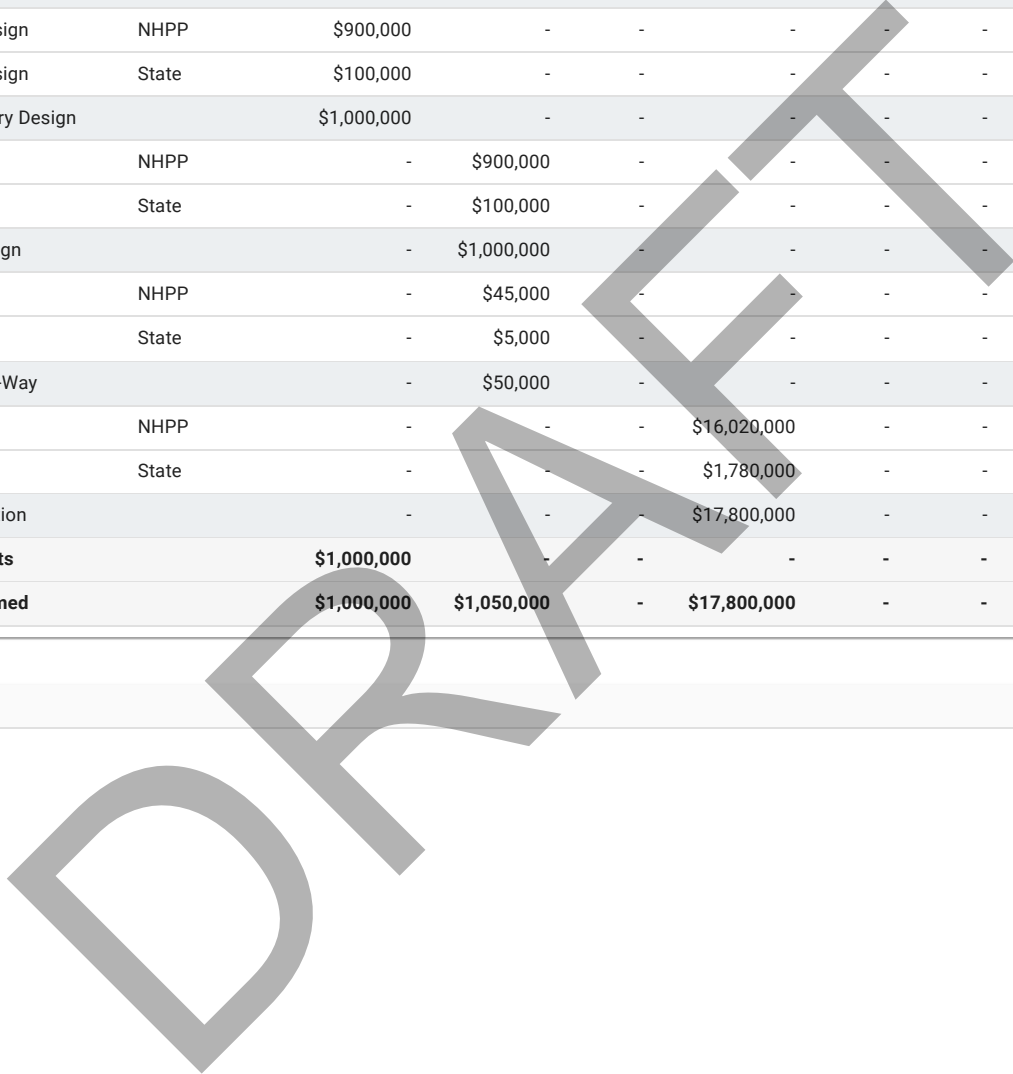 sign NHPP $900,000 - - - - -
sign State $100,000 - - - - -
ry Design $1,000,000 - - - - -
NHPP - $900,000 - - - -
State - $100,000 - - - -
gn - $1,000,000 - - - -
NHPP - $45,000 - - - -
State - $5,000 - - - -
-Way - $50,000 - - - -
NHPP - - - $16,020,000 - -
State - - - $1,780,000 - -
ion - - - $17,800,000 - -
ts $1,000,000 - - - - -
med $1,000,000 $1,050,000 - $17,800,000 - -
DRAFT